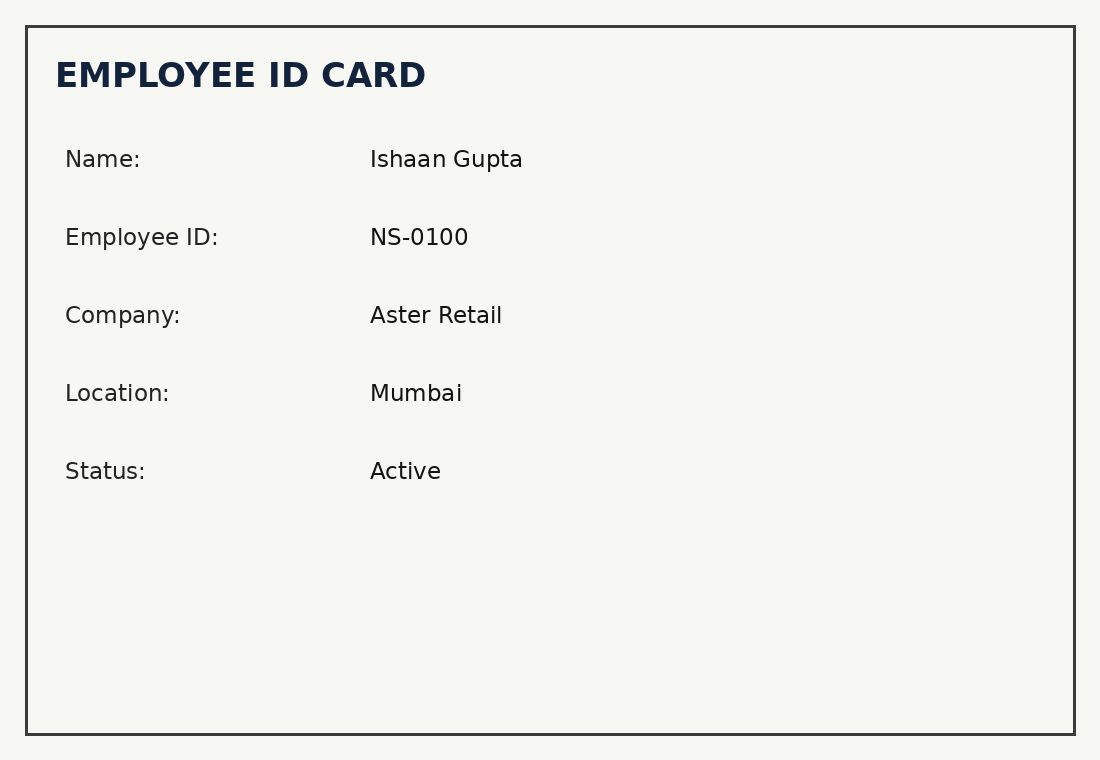 EMPLOYEE ID CARD
Name: Ishaan Gupta
Employee ID: NS-0100
Company: Aster Retail
Location: Mumbai
Status: Active